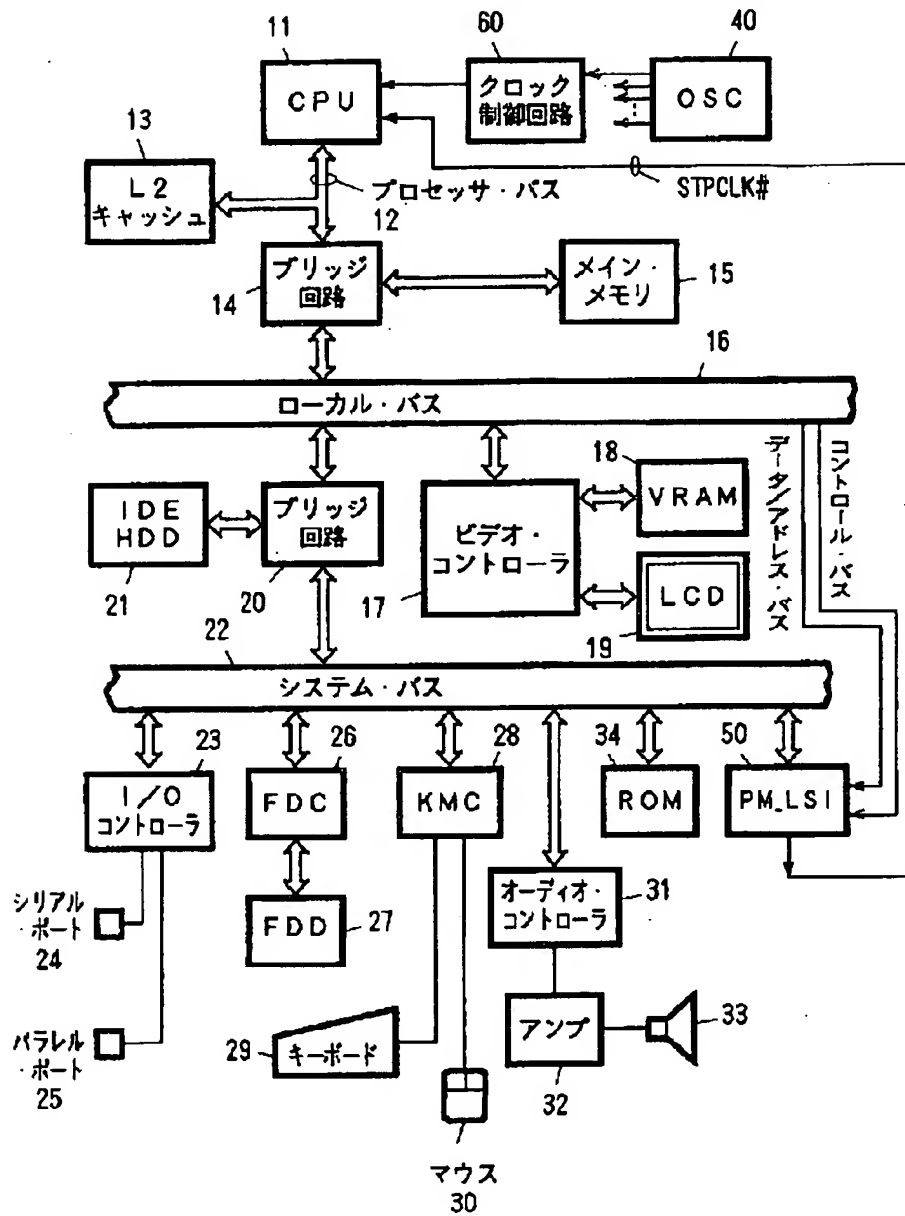 11
60
40
CPU
クロック
制御回路
OSC
13
L2
キャッシュ
プロセッサ・バス
12
STPCLK#
ブリッジ
回路
14
メイン・
メモリ
15
16
ローカル・バス
データ/アドレス・バス
コントロール・バス
18
VRAM
IDE
HDD
21
ブリッジ
回路
20
ビデオ・
コントローラ
17
LCD
19
22
システム・バス
23
26
28
34
50
I/O
コントローラ
FDC
KMC
ROM
PM_LSI
シリアル
・ポート
24
FDD
27
オーディオ・
コントローラ
31
パラレル
・ポート
25
29
キーボード
アンプ
32
33
マウス
30